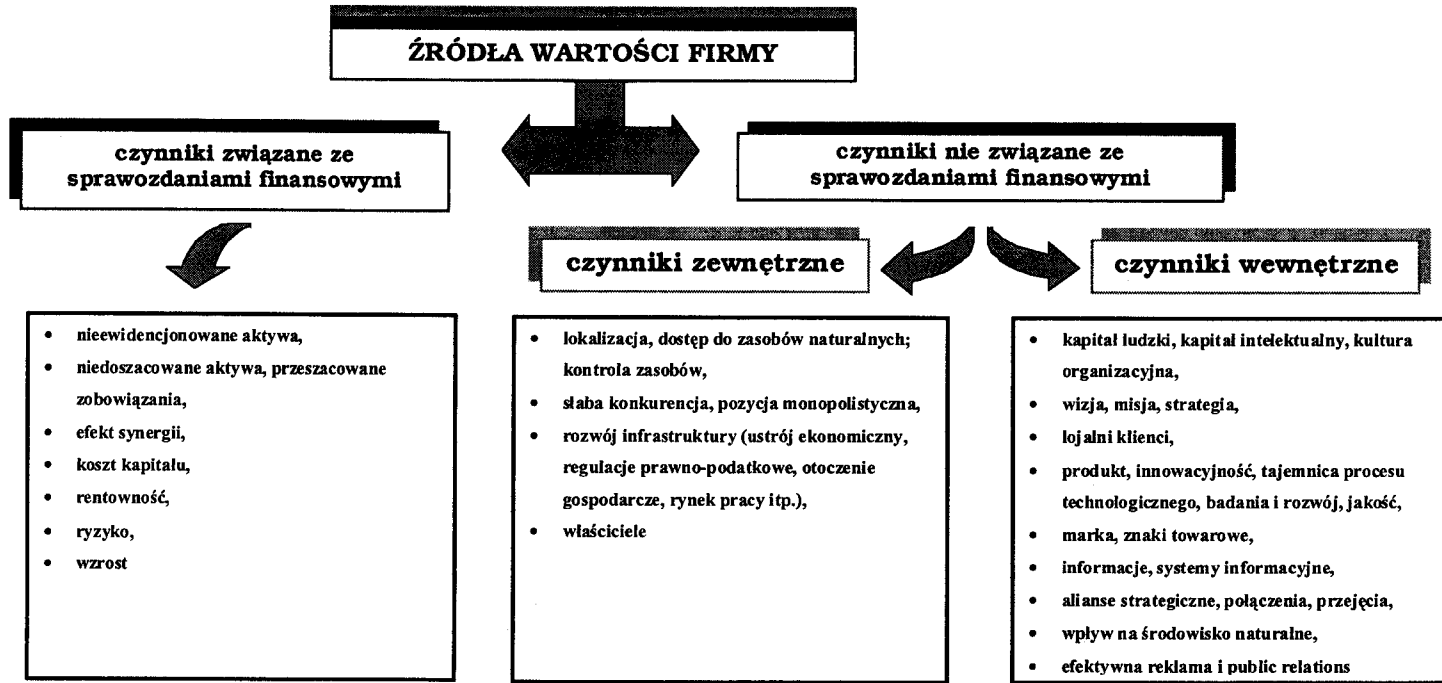 ŹRÓDŁA WARTOŚCI FIRMY
czynniki związane ze
sprawozdaniami finansowymi
czynniki nie związane ze
sprawozdaniami finansowymi
czynniki zewnętrzne
czynniki wewnętrzne
• nieewidencjonowane aktywa,
• niedoszacowane aktywa, przeszacowane
zobowiązania,
• efekt synergii,
• koszt kapitału,
• rentowność,
• ryzyko,
• wzrost
• lokalizacja, dostęp do zasobów naturalnych;
kontrola zasobów,
• słaba konkurencja, pozycja monopolistyczna,
• rozwój infrastruktury (ustrój ekonomiczny,
regulacje prawno-podatkowe, otoczenie
gospodarcze, rynek pracy itp.),
• właściciele
• kapitał ludzki, kapitał intelektualny, kultura
organizacyjna,
• wizja, misja, strategia,
• lojalni klienci,
• produkt, innowacyjność, tajemnica procesu
technologicznego, badania i rozwój, jakość,
• marka, znaki towarowe,
• informacje, systemy informacyjne,
• alianse strategiczne, połączenia, przejęcia,
• wpływ na środowisko naturalne,
• efektywna reklama i public relations